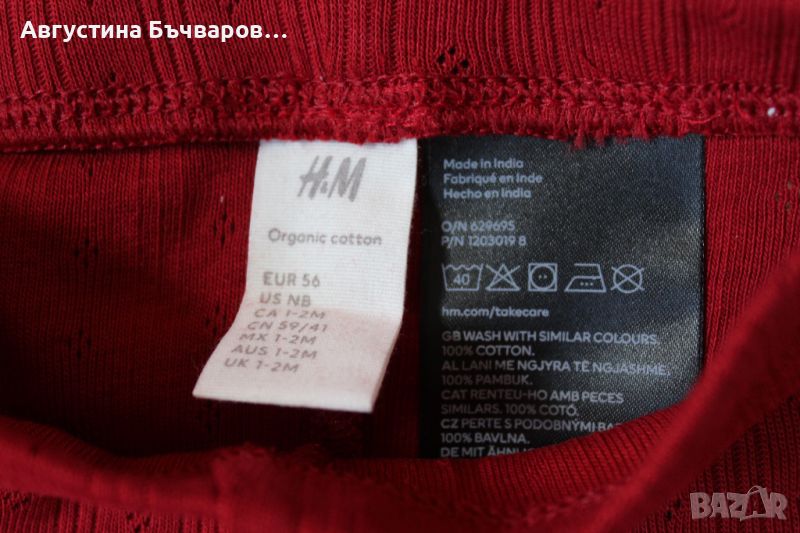 Августина Бъчваров...
H&M
Organic cotton
EUR 56
US NB
CA 1-2M
CN 59/41
MX 1-2M
AUS 1-2M
UK 1-2M
Made in India
Fabriqué en Inde
Hecho en India
O/N 629695
P/N 1203019 8
40
hm.com/takecare
GB WASH WITH SIMILAR COLOURS.
100% COTTON.
AL LANI ME NGJYRA TË NGJASHME.
100% PAMBUK.
CAT RENTEU-HO AMB PECES
SIMILARS. 100% COTÓ.
CZ PERTE S PODOBNÝMI
100% BAVLNA.
DE MIT
BAZAR